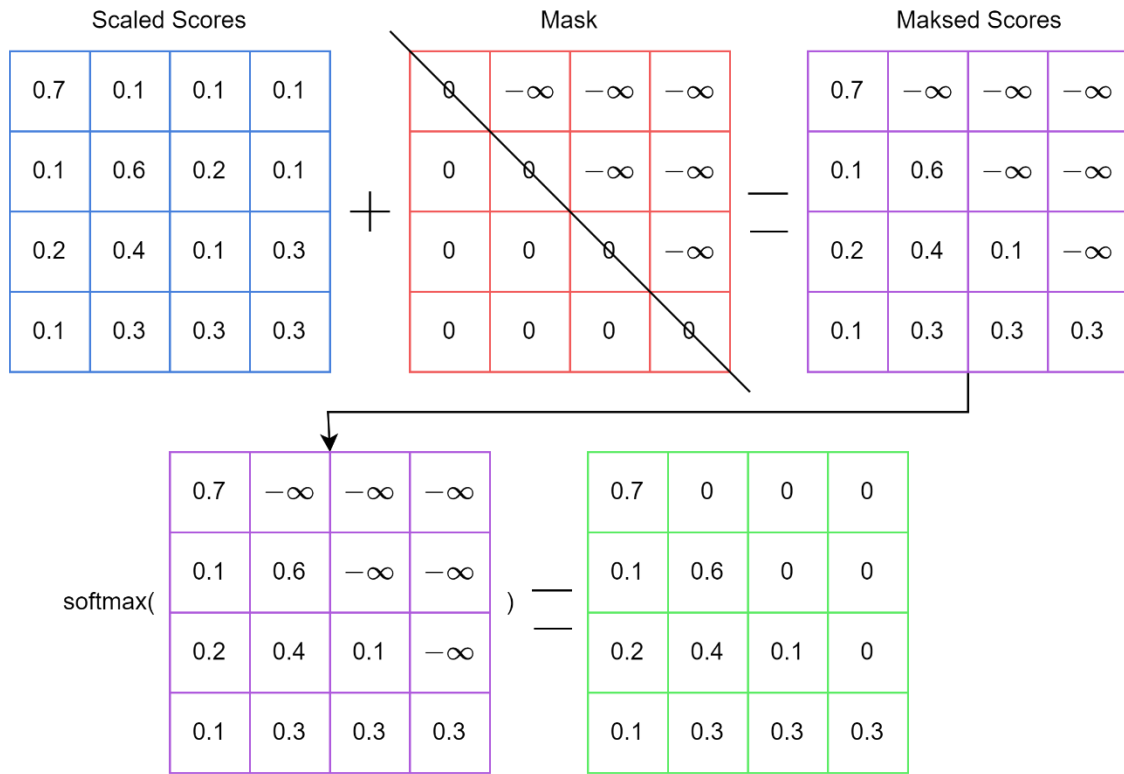 Scaled Scores Mask Maksed Scores
0.7 0.1 0.1 0.1 0 −∞ −∞ −∞ 0.7 −∞ −∞ −∞
0.1 0.6 0.2 0.1 0 0 −∞ −∞ 0.1 0.6 −∞ −∞
+ =
0.2 0.4 0.1 0.3 0 0 0 −∞ 0.2 0.4 0.1 −∞
0.1 0.3 0.3 0.3 0 0 0 0 0.1 0.3 0.3 0.3
0.7 −∞ −∞ −∞ 0.7 0 0 0
0.1 0.6 −∞ −∞ 0.1 0.6 0 0
softmax( ) =
0.2 0.4 0.1 −∞ 0.2 0.4 0.1 0
0.1 0.3 0.3 0.3 0.1 0.3 0.3 0.3